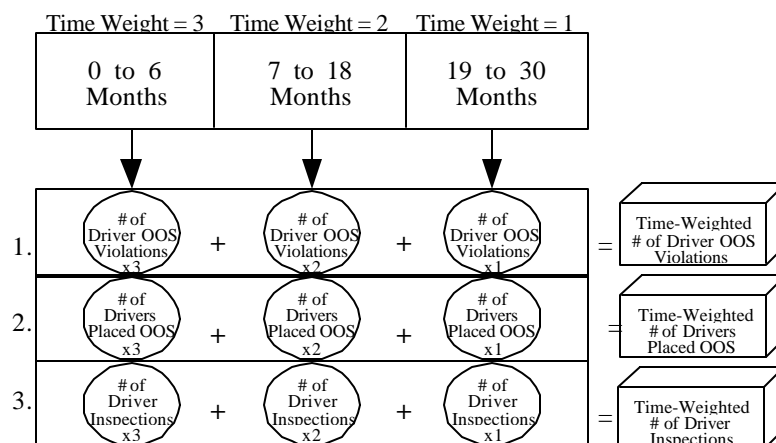 Time Weight = 3 Time Weight = 2 Time Weight = 1
0 to 6 Months
7 to 18 Months
19 to 30 Months
1.
# of
Driver OOS
Violations
x3
+
# of
Driver OOS
Violations
x2
+
# of
Driver OOS
Violations
x1
=
Time-Weighted
# of Driver OOS
Violations
2.
# of
Drivers
Placed OOS
x3
+
# of
Drivers
Placed OOS
x2
+
# of
Drivers
Placed OOS
x1
=
Time-Weighted
# of Drivers
Placed OOS
3.
# of
Driver
Inspections
x3
+
# of
Driver
Inspections
x2
+
# of
Driver
Inspections
x1
=
Time-Weighted
# of Driver
Inspections